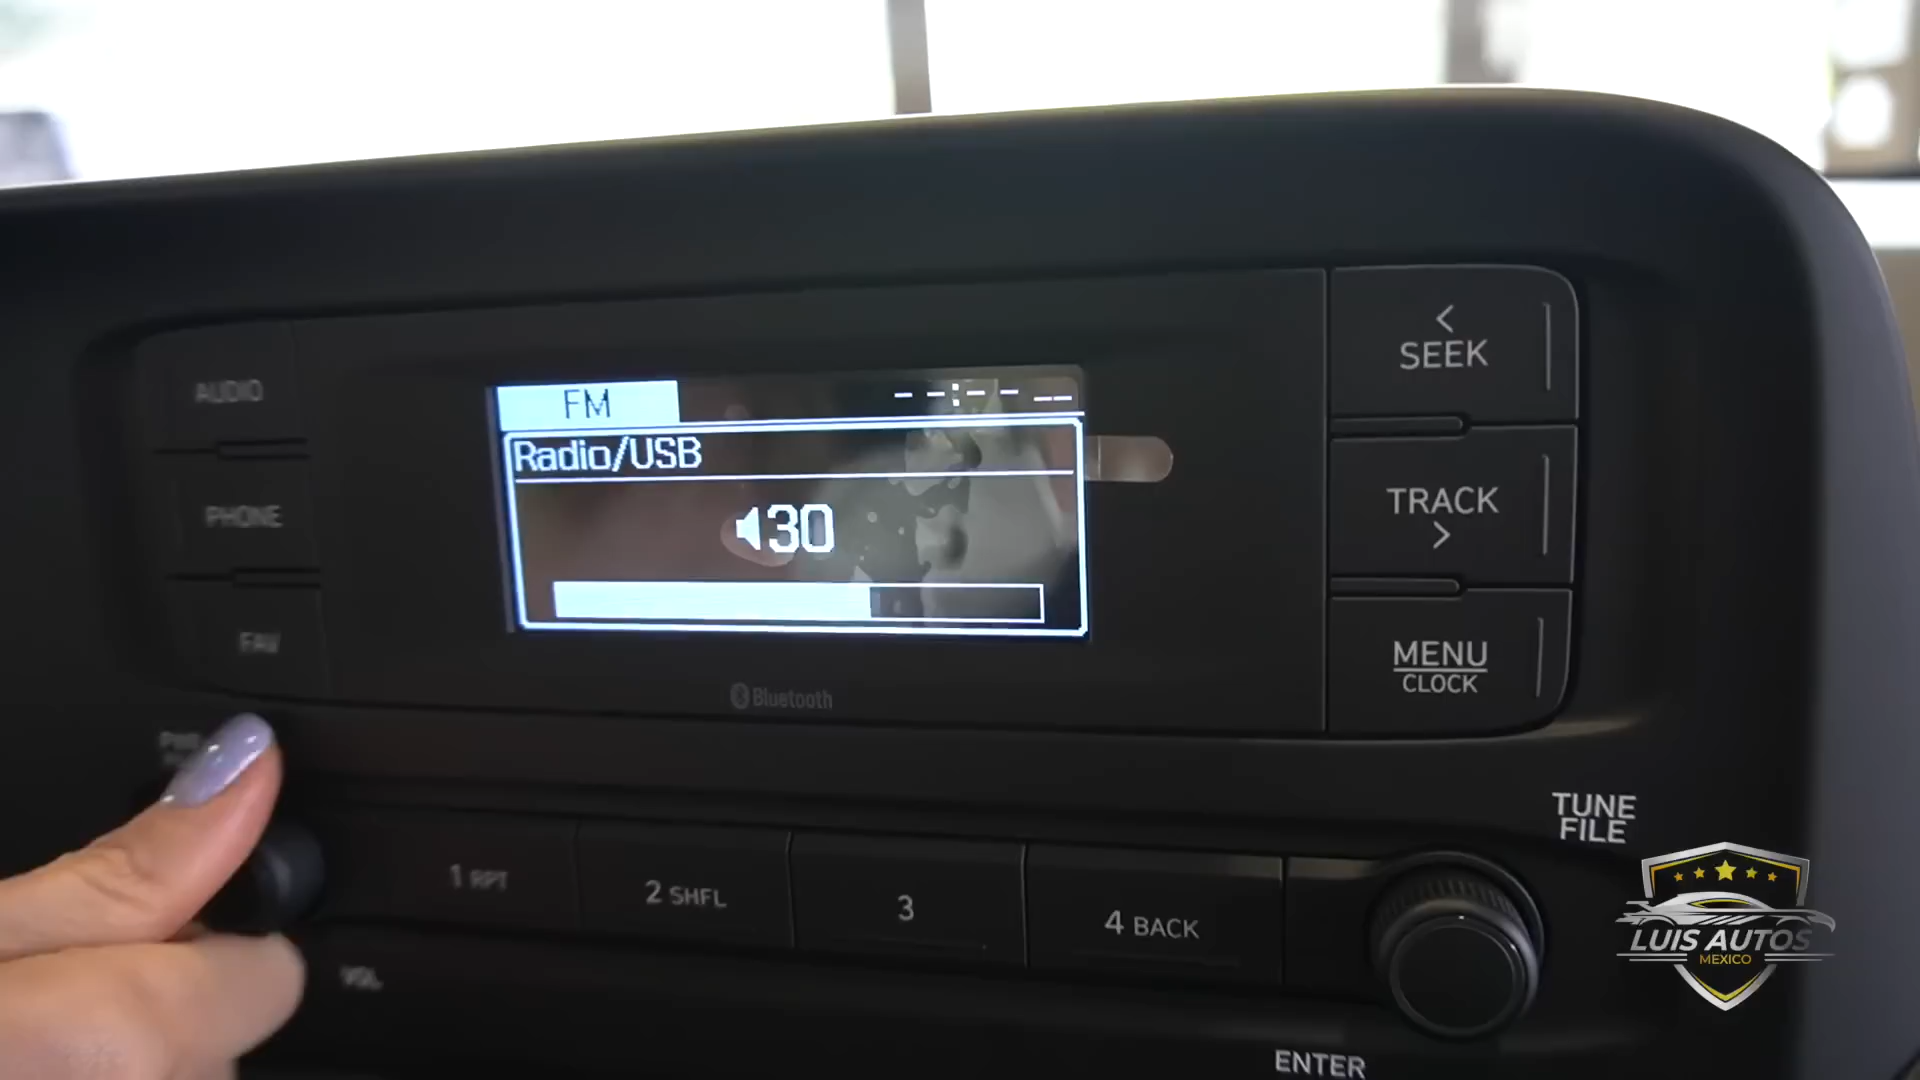 AUDIO
PHONE
FAV
FM
--:-- --
Radio/USB
30
Bluetooth
< SEEK
TRACK >
MENU
CLOCK
TUNE
FILE
1 RPT
2 SHFL
3
4 BACK
VOL
ENTER
LUIS AUTOS
MEXICO